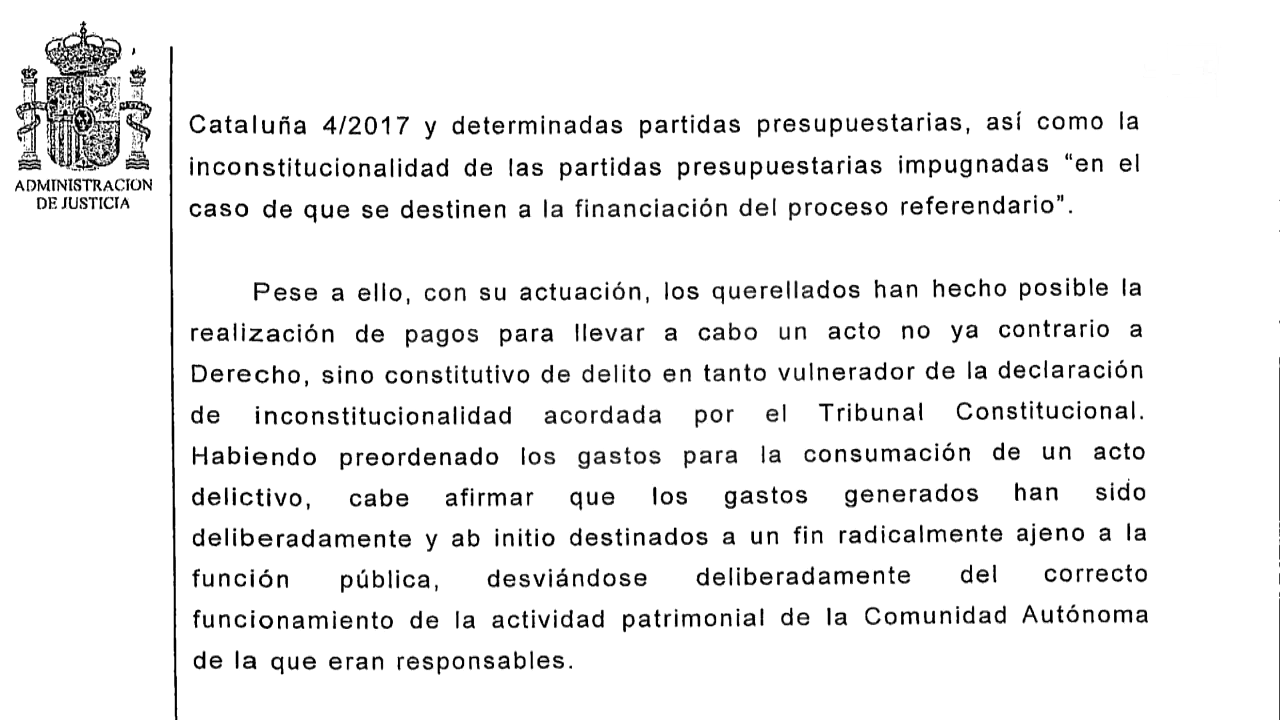 ADMINISTRACION
DE JUSTICIA
Cataluña 4/2017 y determinadas partidas presupuestarias, así como la
inconstitucionalidad de las partidas presupuestarias impugnadas “en el
caso de que se destinen a la financiación del proceso referendario”.
Pese a ello, con su actuación, los querellados han hecho posible la
realización de pagos para llevar a cabo un acto no ya contrario a
Derecho, sino constitutivo de delito en tanto vulnerador de la declaración
de inconstitucionalidad acordada por el Tribunal Constitucional.
Habiendo preordenado los gastos para la consumación de un acto
delictivo, cabe afirmar que los gastos generados han sido
deliberadamente y ab initio destinados a un fin radicalmente ajeno a la
función pública, desviándose deliberadamente del correcto
funcionamiento de la actividad patrimonial de la Comunidad Autónoma
de la que eran responsables.